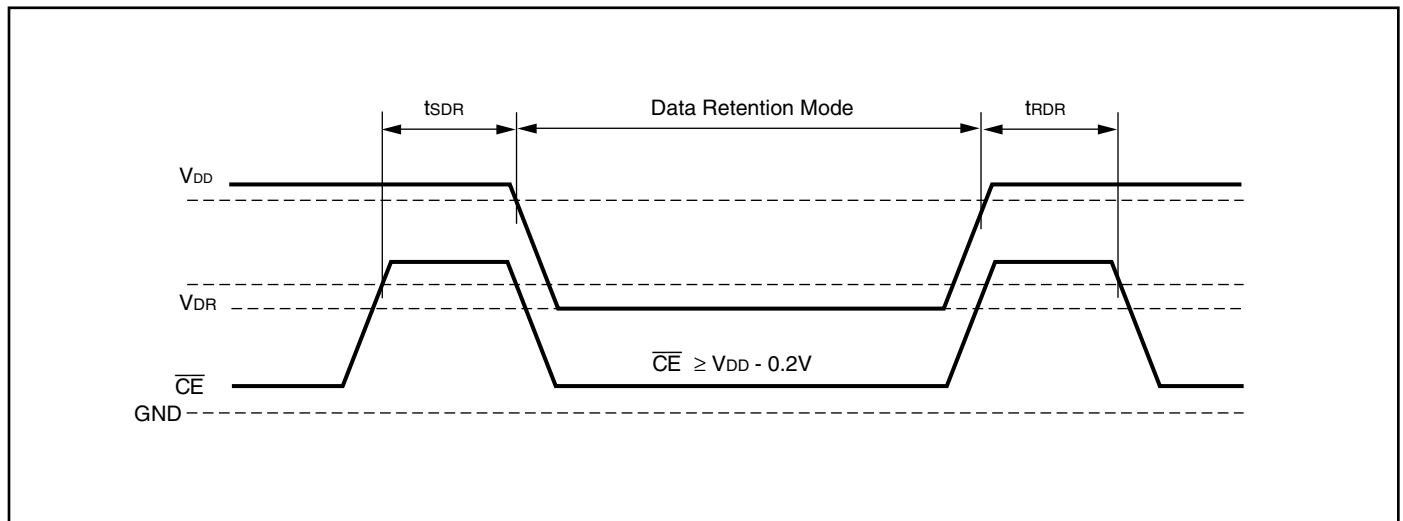 tSDR
Data Retention Mode
tRDR
VDD
VDR
CE ≥ VDD - 0.2V
CE
GND